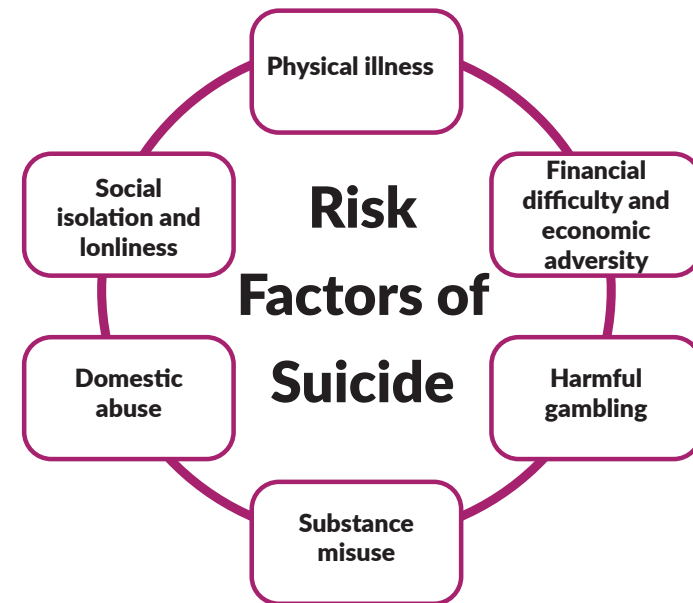 Physical illness
Financial
difficulty and
economic
adversity
Harmful
gambling
Substance
misuse
Domestic
abuse
Social
isolation and
lonliness
Risk
Factors of
Suicide